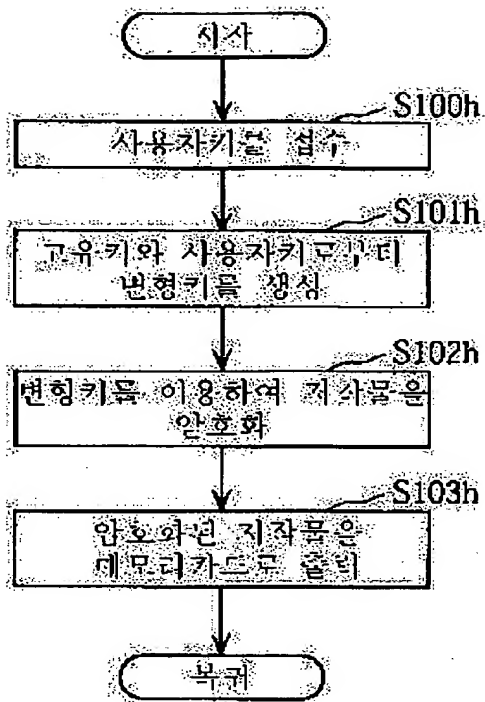 시작
S100h
사용자키를 접수
S101h
고유키와 사용자키로부터
변형키를 생성
S102h
변형키를 이용하여 저작물을
암호화
S103h
암호화된 저작물을
메모리카드로 출력
복귀